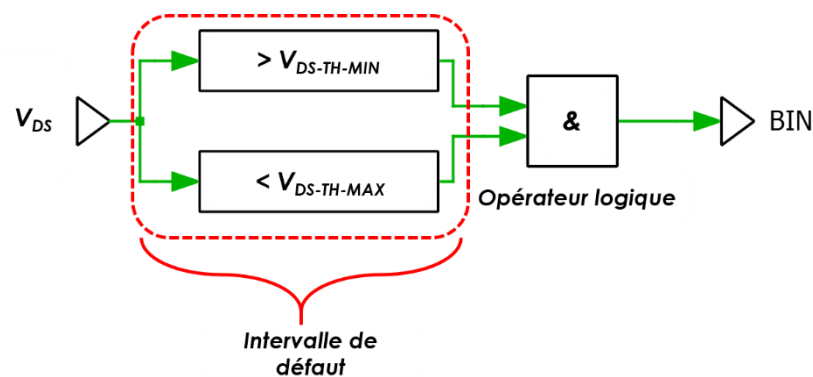 > V_DS-TH-MIN
V_DS
&
BIN
< V_DS-TH-MAX
Opérateur logique
Intervalle de
défaut